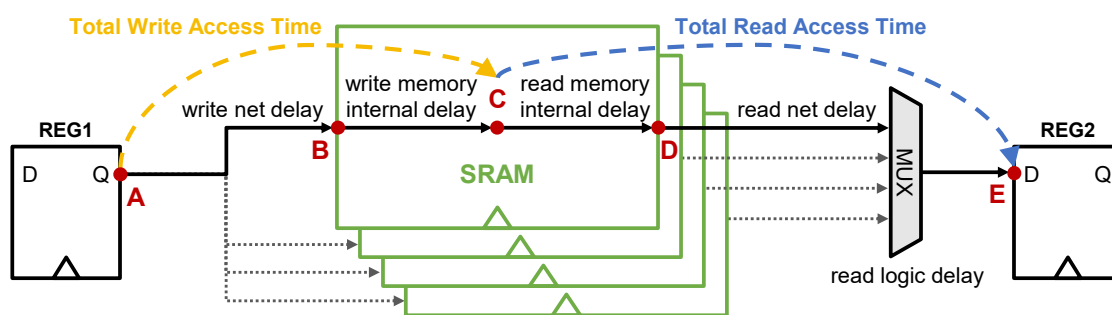 Total Write Access Time
Total Read Access Time
write memory
internal delay
C
read memory
internal delay
write net delay
read net delay
REG1
B
D
REG2
D
Q
A
SRAM
MUX
E
D
Q
read logic delay